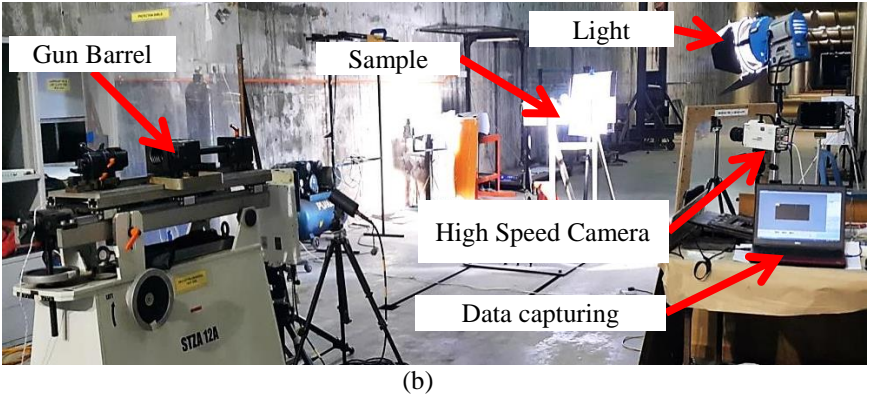 Light
Gun Barrel
Sample
High Speed Camera
Data capturing
STZA 12A
(b)